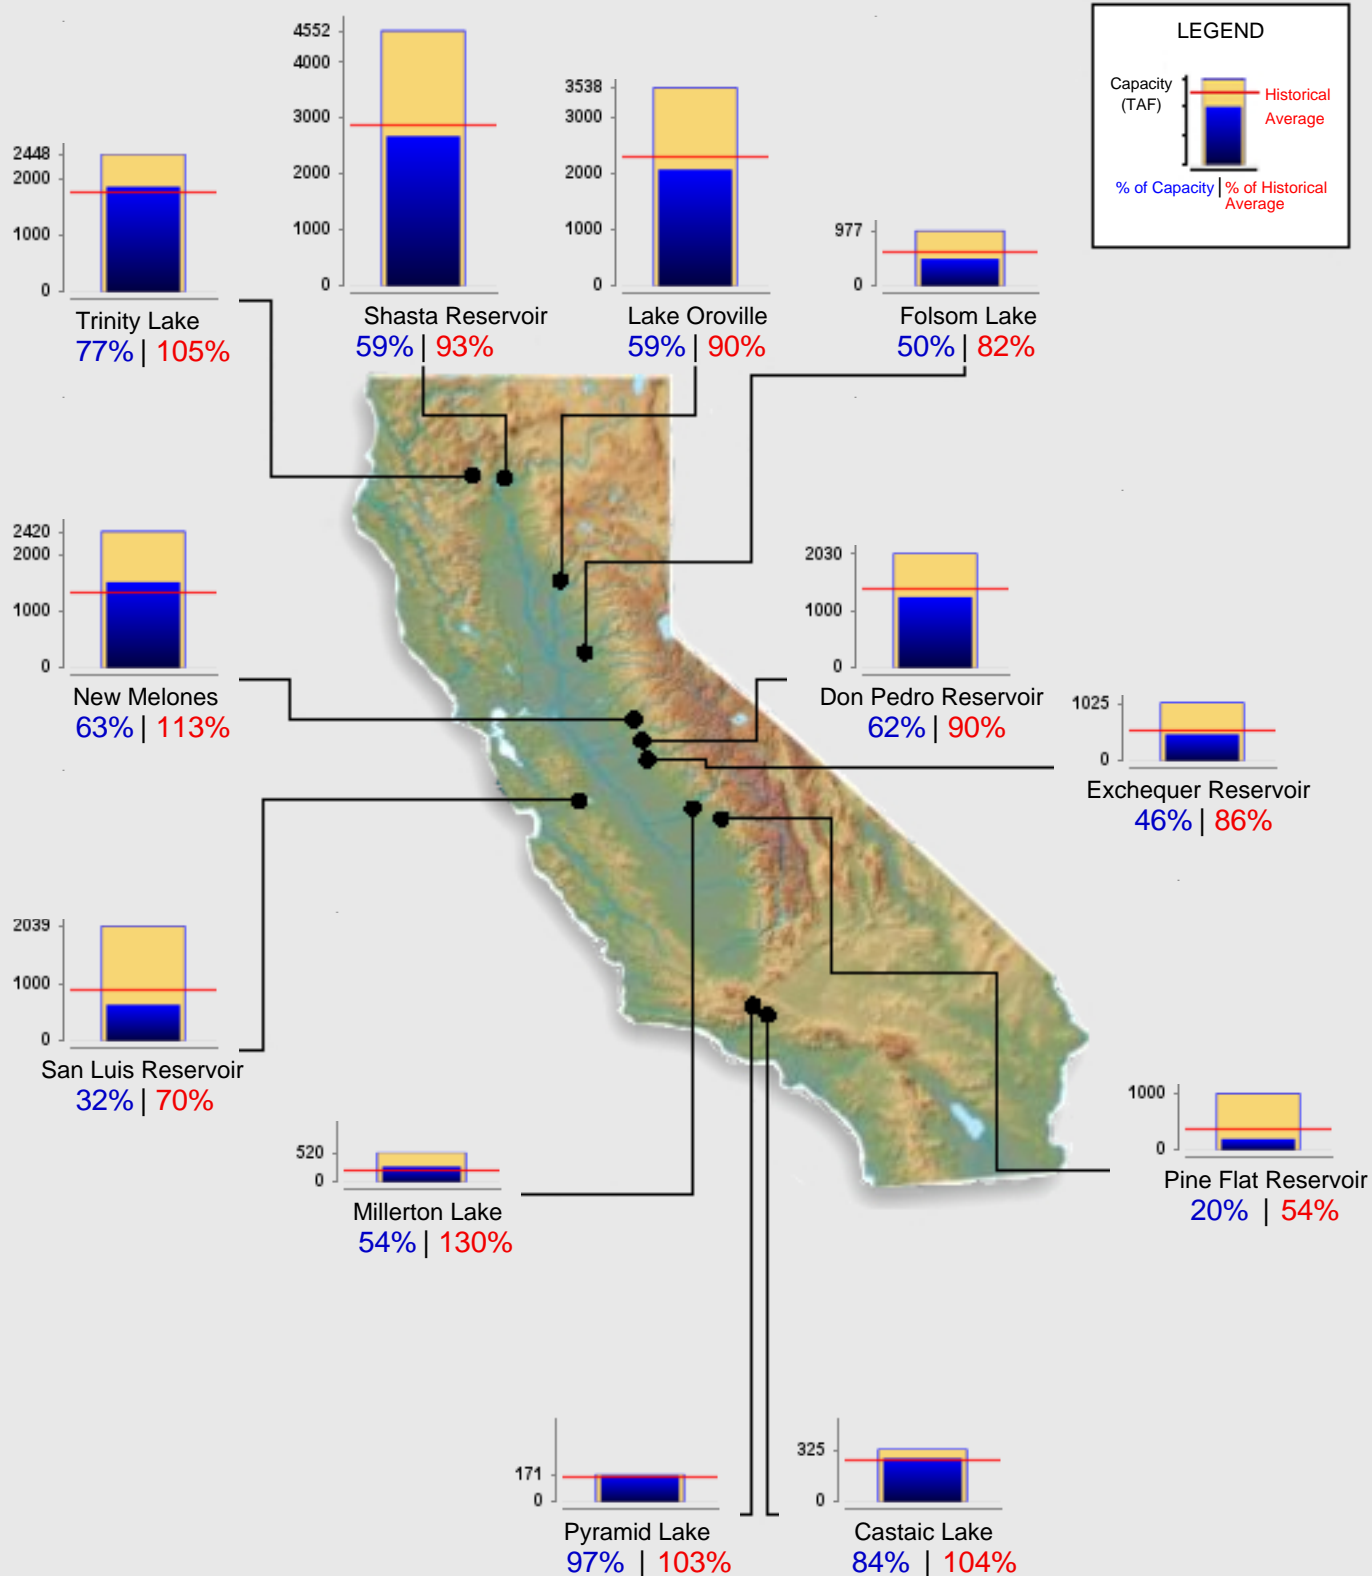 LEGEND
Capacity
(TAF)
Historical
Average
% of Capacity | % of Historical
Average
4552
4000
3000
2000
1000
0
Shasta Reservoir
59% | 93%
3538
3000
2000
1000
0
Lake Oroville
59% | 90%
2448
2000
1000
0
Trinity Lake
77% | 105%
977
0
Folsom Lake
50% | 82%
2420
2000
1000
0
New Melones
63% | 113%
2030
1000
0
Don Pedro Reservoir
62% | 90%
1025
0
Exchequer Reservoir
46% | 86%
2039
1000
0
San Luis Reservoir
32% | 70%
520
0
Millerton Lake
54% | 130%
1000
0
Pine Flat Reservoir
20% | 54%
171
0
Pyramid Lake
97% | 103%
325
0
Castaic Lake
84% | 104%